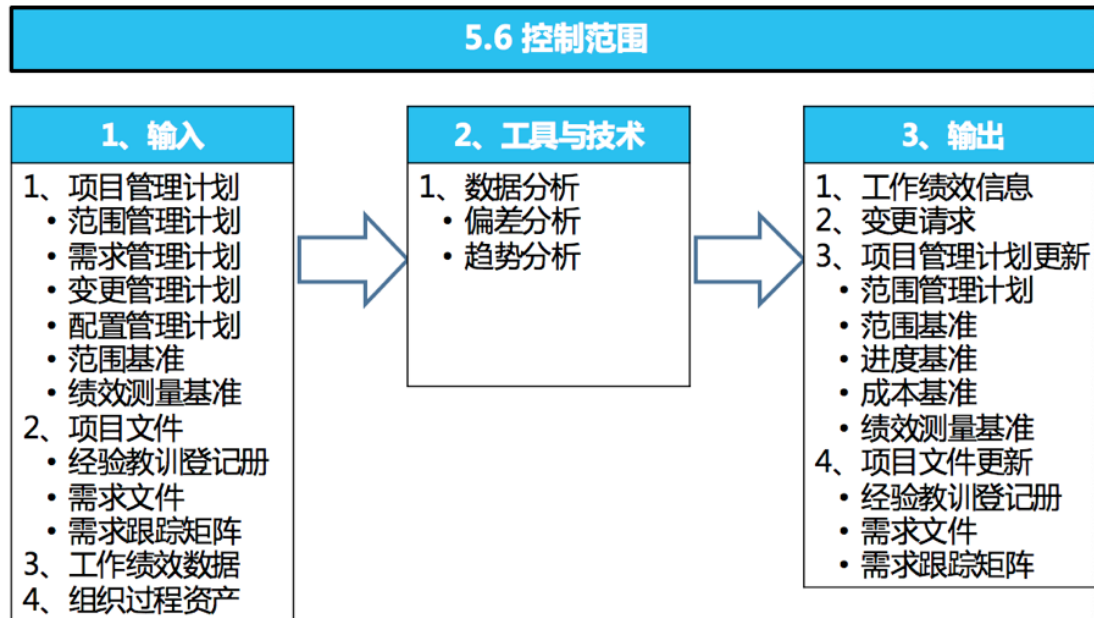 5.6 控制范围
1、输入
1、项目管理计划
• 范围管理计划
• 需求管理计划
• 变更管理计划
• 配置管理计划
• 范围基准
• 绩效测量基准
2、项目文件
• 经验教训登记册
• 需求文件
• 需求跟踪矩阵
3、工作绩效数据
4、组织过程资产
2、工具与技术
1、数据分析
• 偏差分析
• 趋势分析
3、输出
1、工作绩效信息
2、变更请求
3、项目管理计划更新
• 范围管理计划
• 范围基准
• 进度基准
• 成本基准
• 绩效测量基准
4、项目文件更新
• 经验教训登记册
• 需求文件
• 需求跟踪矩阵